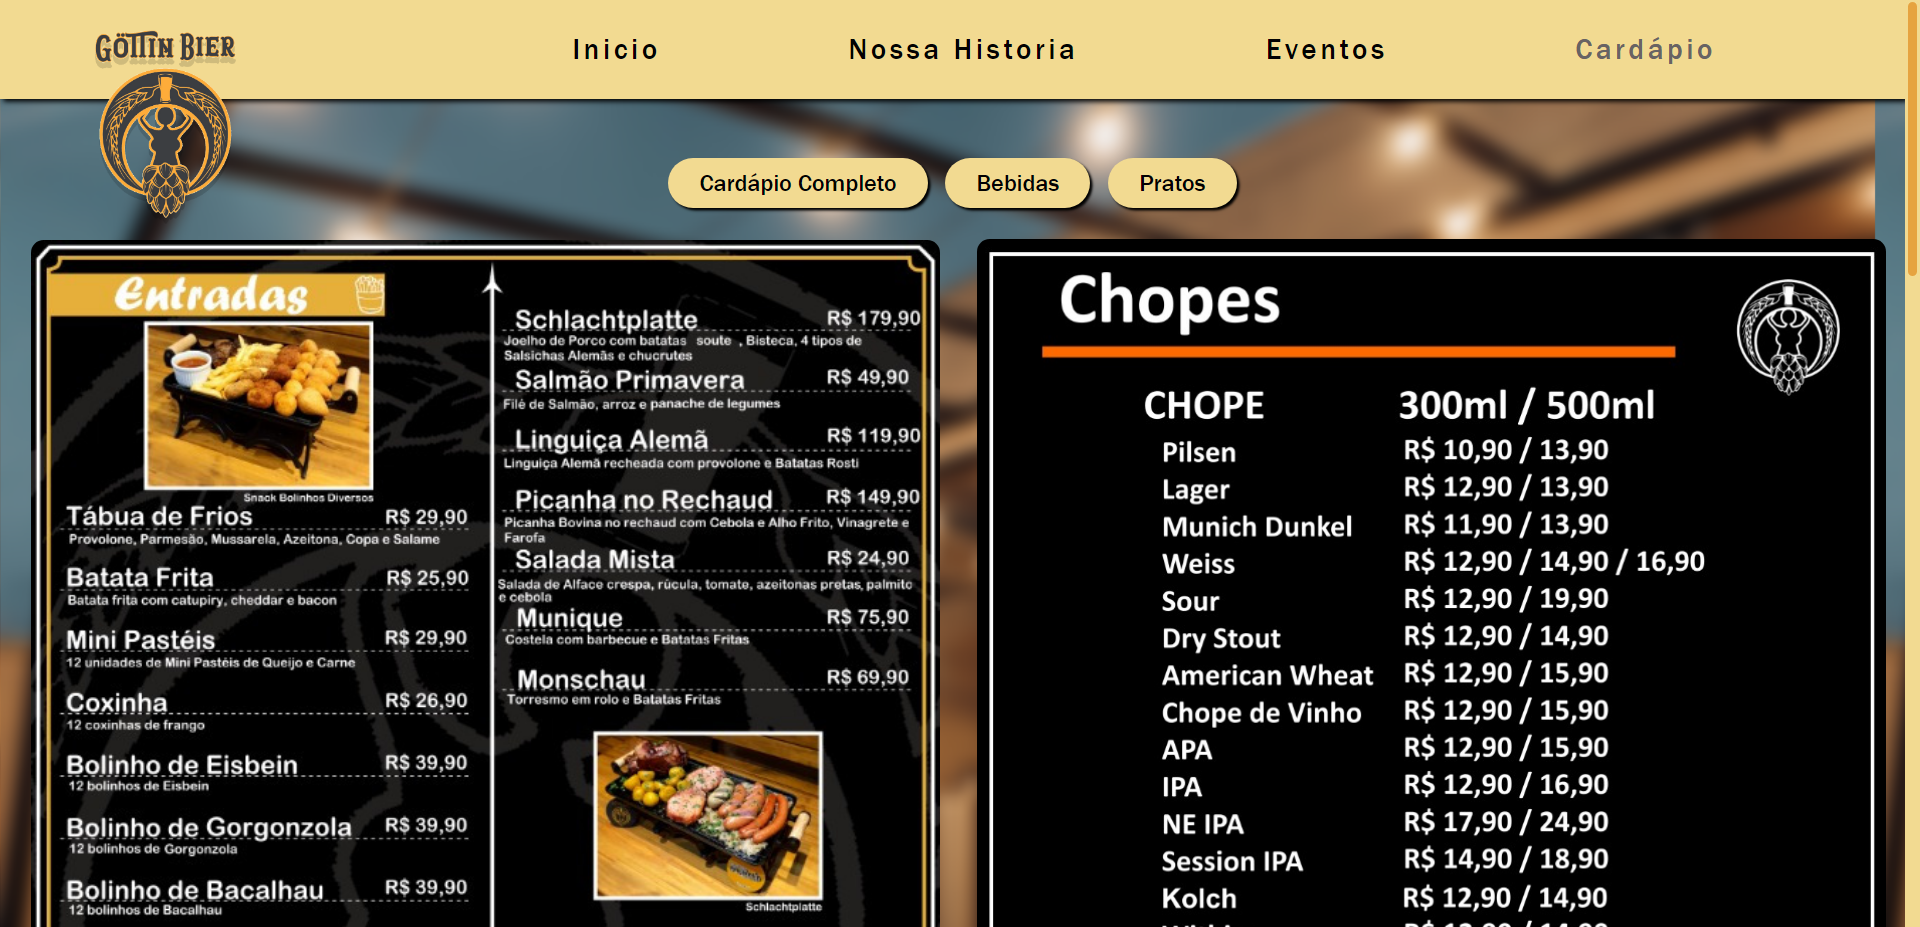 GÖTTIN BIER
Inicio
Nossa Historia
Eventos
Cardápio
Cardápio Completo
Bebidas
Pratos
Entradas
Snack Bolinhos Diversos
Tábua de Frios R$ 29,90
Provolone, Parmesão, Mussarela, Azeitona, Copa e Salame
Batata Frita R$ 25,90
Batata frita com catupiry, cheddar e bacon
Mini Pastéis R$ 29,90
12 unidades de Mini Pastéis de Queijo e Carne
Coxinha R$ 26,90
12 coxinhas de frango
Bolinho de Eisbein R$ 39,90
12 bolinhos de Eisbein
Bolinho de Gorgonzola R$ 39,90
12 bolinhos de Gorgonzola
Bolinho de Bacalhau R$ 39,90
12 bolinhos de Bacalhau
Schlachtplatte R$ 179,90
Joelho de Porco com batatas soute , Bisteca, 4 tipos de
Salsichas Alemãs e chucrutes
Salmão Primavera R$ 49,90
Filé de Salmão, arroz e panache de legumes
Linguiça Alemã R$ 119,90
Linguiça Alemã recheada com provolone e Batatas Rosti
Picanha no Rechaud R$ 149,90
Picanha Bovina no rechaud com Cebola e Alho Frito, Vinagrete e
Farofa
Salada Mista R$ 24,90
Salada de Alface crespa, rúcula, tomate, azeitonas pretas, palmito
e cebola
Munique R$ 75,90
Costela com barbecue e Batatas Fritas
Monschau R$ 69,90
Torresmo em rolo e Batatas Fritas
Schlachtplatte
Chopes
CHOPE 300ml / 500ml
Pilsen R$ 10,90 / 13,90
Lager R$ 12,90 / 13,90
Munich Dunkel R$ 11,90 / 13,90
Weiss R$ 12,90 / 14,90 / 16,90
Sour R$ 12,90 / 19,90
Dry Stout R$ 12,90 / 14,90
American Wheat R$ 12,90 / 15,90
Chope de Vinho R$ 12,90 / 15,90
APA R$ 12,90 / 15,90
IPA R$ 12,90 / 16,90
NE IPA R$ 17,90 / 24,90
Session IPA R$ 14,90 / 18,90
Kolch R$ 12,90 / 14,90